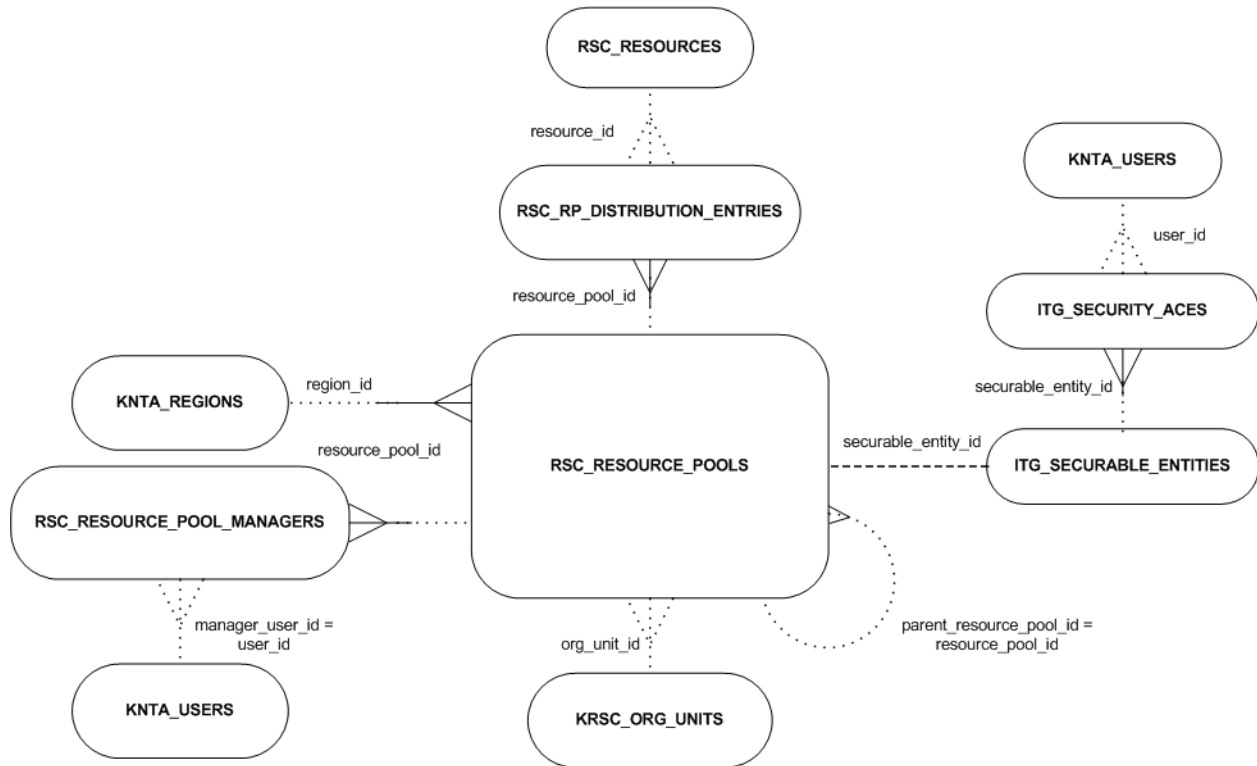 RSC_RESOURCES
resource_id
KNTA_USERS
RSC_RP_DISTRIBUTION_ENTRIES
user_id
resource_pool_id
ITG_SECURITY_ACES
region_id
securable_entity_id
KNTA_REGIONS
resource_pool_id
securable_entity_id
RSC_RESOURCE_POOLS
ITG_SECURABLE_ENTITIES
RSC_RESOURCE_POOL_MANAGERS
manager_user_id =
user_id
org_unit_id
parent_resource_pool_id =
resource_pool_id
KNTA_USERS
KRSC_ORG_UNITS